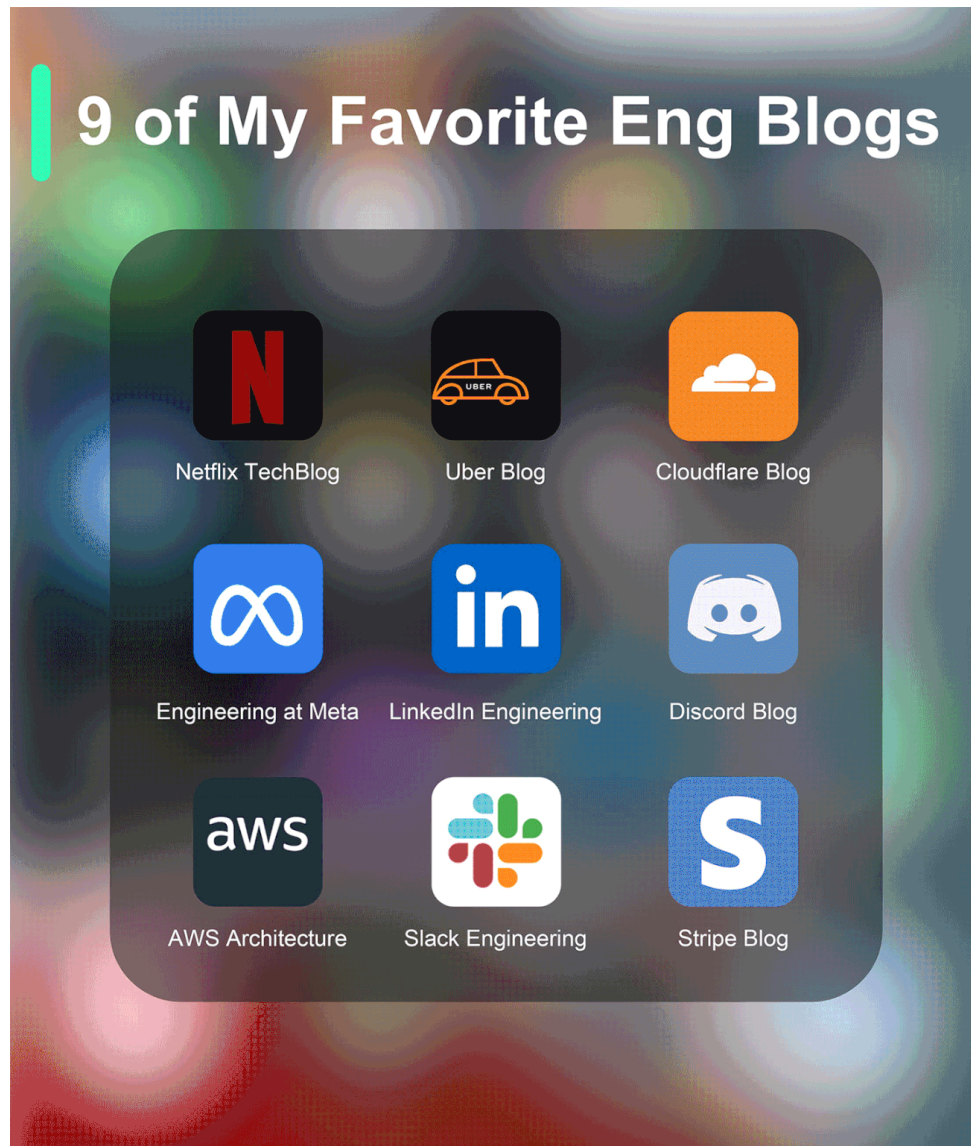 9 of My Favorite Eng Blogs
N
UBER
Netflix TechBlog
Uber Blog
Cloudflare Blog
in
Engineering at Meta
LinkedIn Engineering
Discord Blog
aws
S
AWS Architecture
Slack Engineering
Stripe Blog